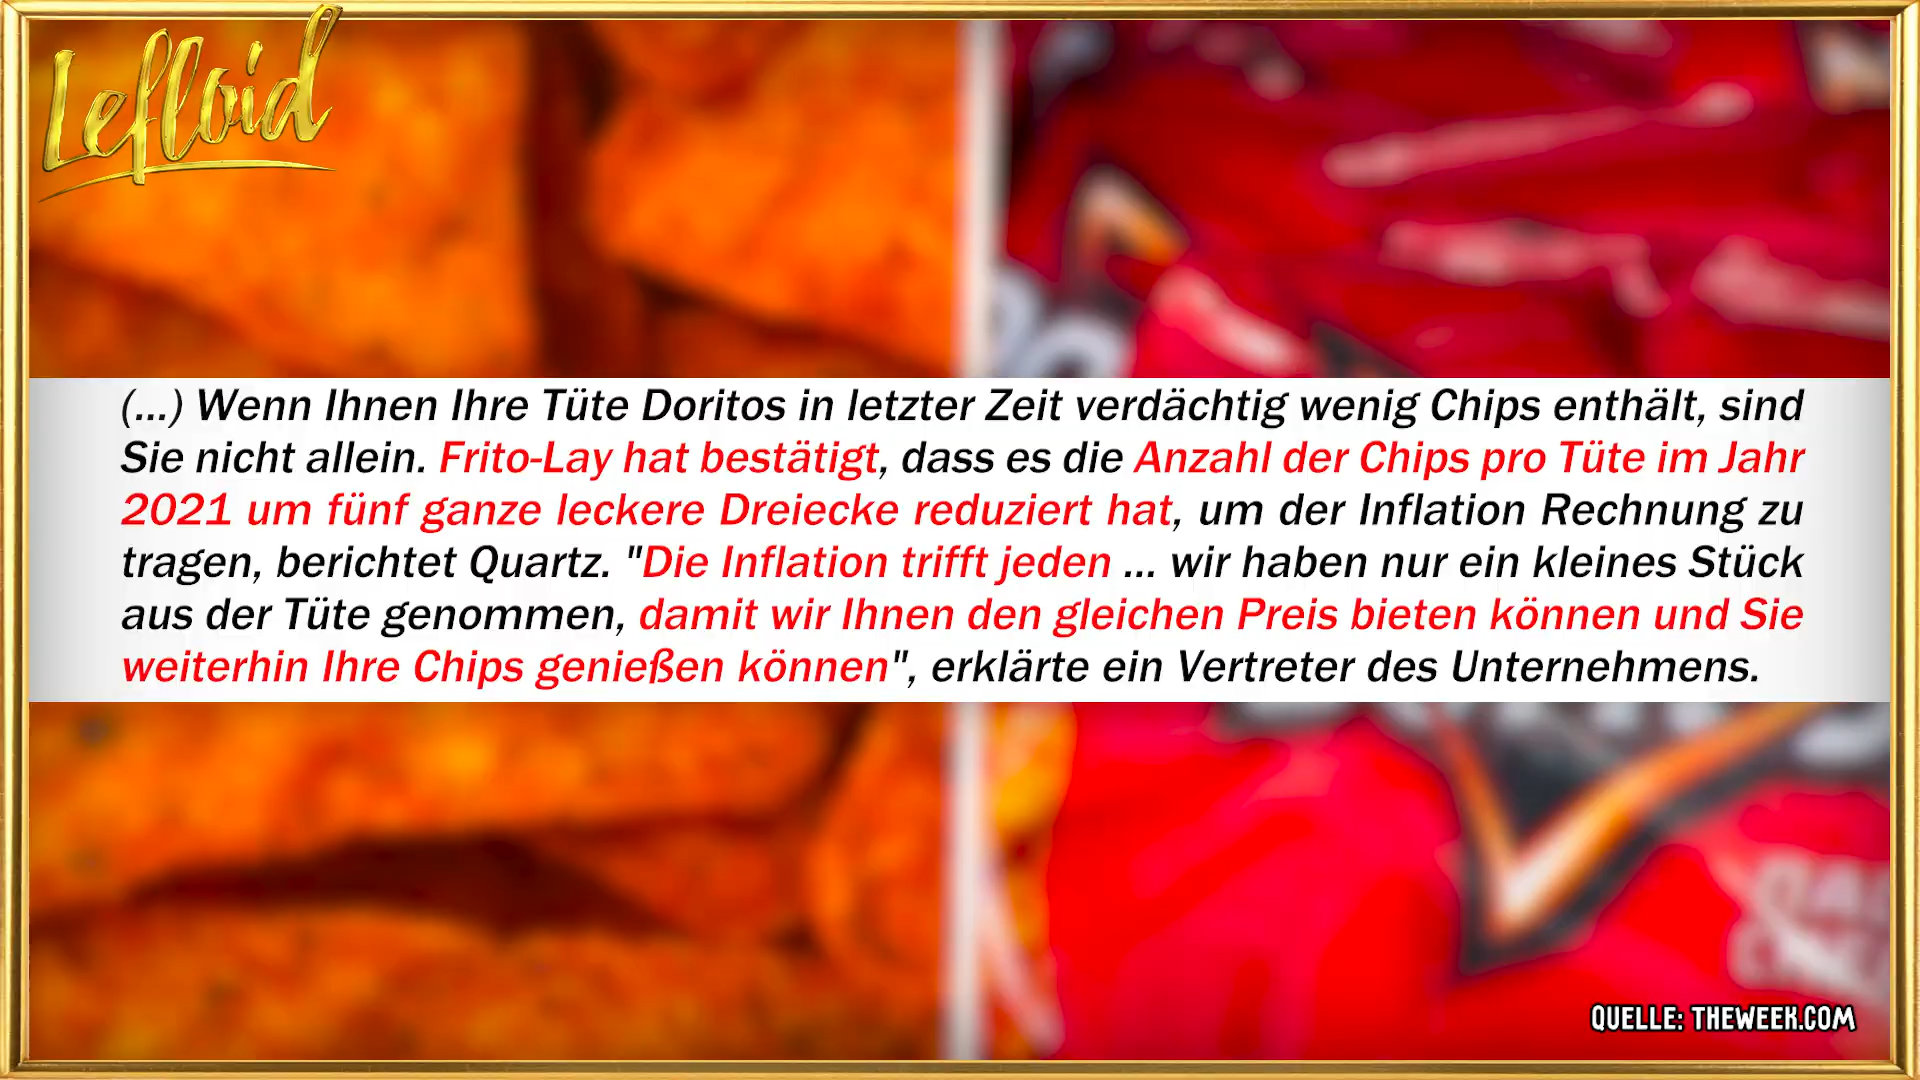 Lefloid
(...) Wenn Ihnen Ihre Tüte Doritos in letzter Zeit verdächtig wenig Chips enthält, sind
Sie nicht allein. Frito-Lay hat bestätigt, dass es die Anzahl der Chips pro Tüte im Jahr
2021 um fünf ganze leckere Dreiecke reduziert hat, um der Inflation Rechnung zu
tragen, berichtet Quartz. "Die Inflation trifft jeden ... wir haben nur ein kleines Stück
aus der Tüte genommen, damit wir Ihnen den gleichen Preis bieten können und Sie
weiterhin Ihre Chips genießen können", erklärte ein Vertreter des Unternehmens.
QUELLE: THEWEEK.COM